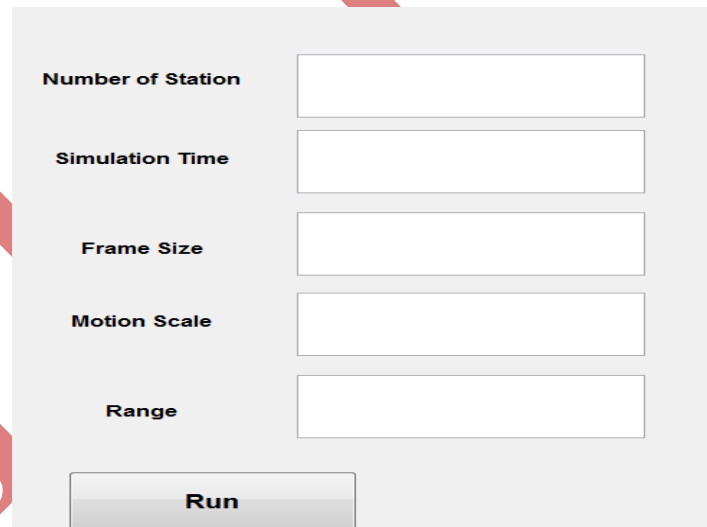 Number of Station
Simulation Time
Frame Size
Motion Scale
Range
Run